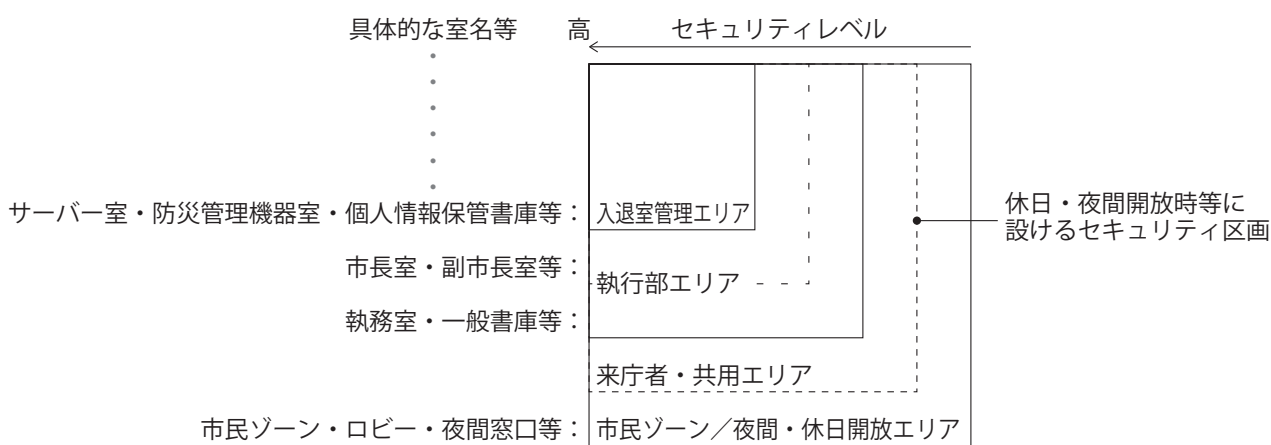 具体的な室名等 高 セキュリティレベル
サーバー室・防災管理機器室・個人情報保管書庫等： 入退室管理エリア
休日・夜間開放時等に
設けるセキュリティ区画
市長室・副市長室等： 執行部エリア
執務室・一般書庫等：
来庁者・共用エリア
市民ゾーン・ロビー・夜間窓口等： 市民ゾーン／夜間・休日開放エリア